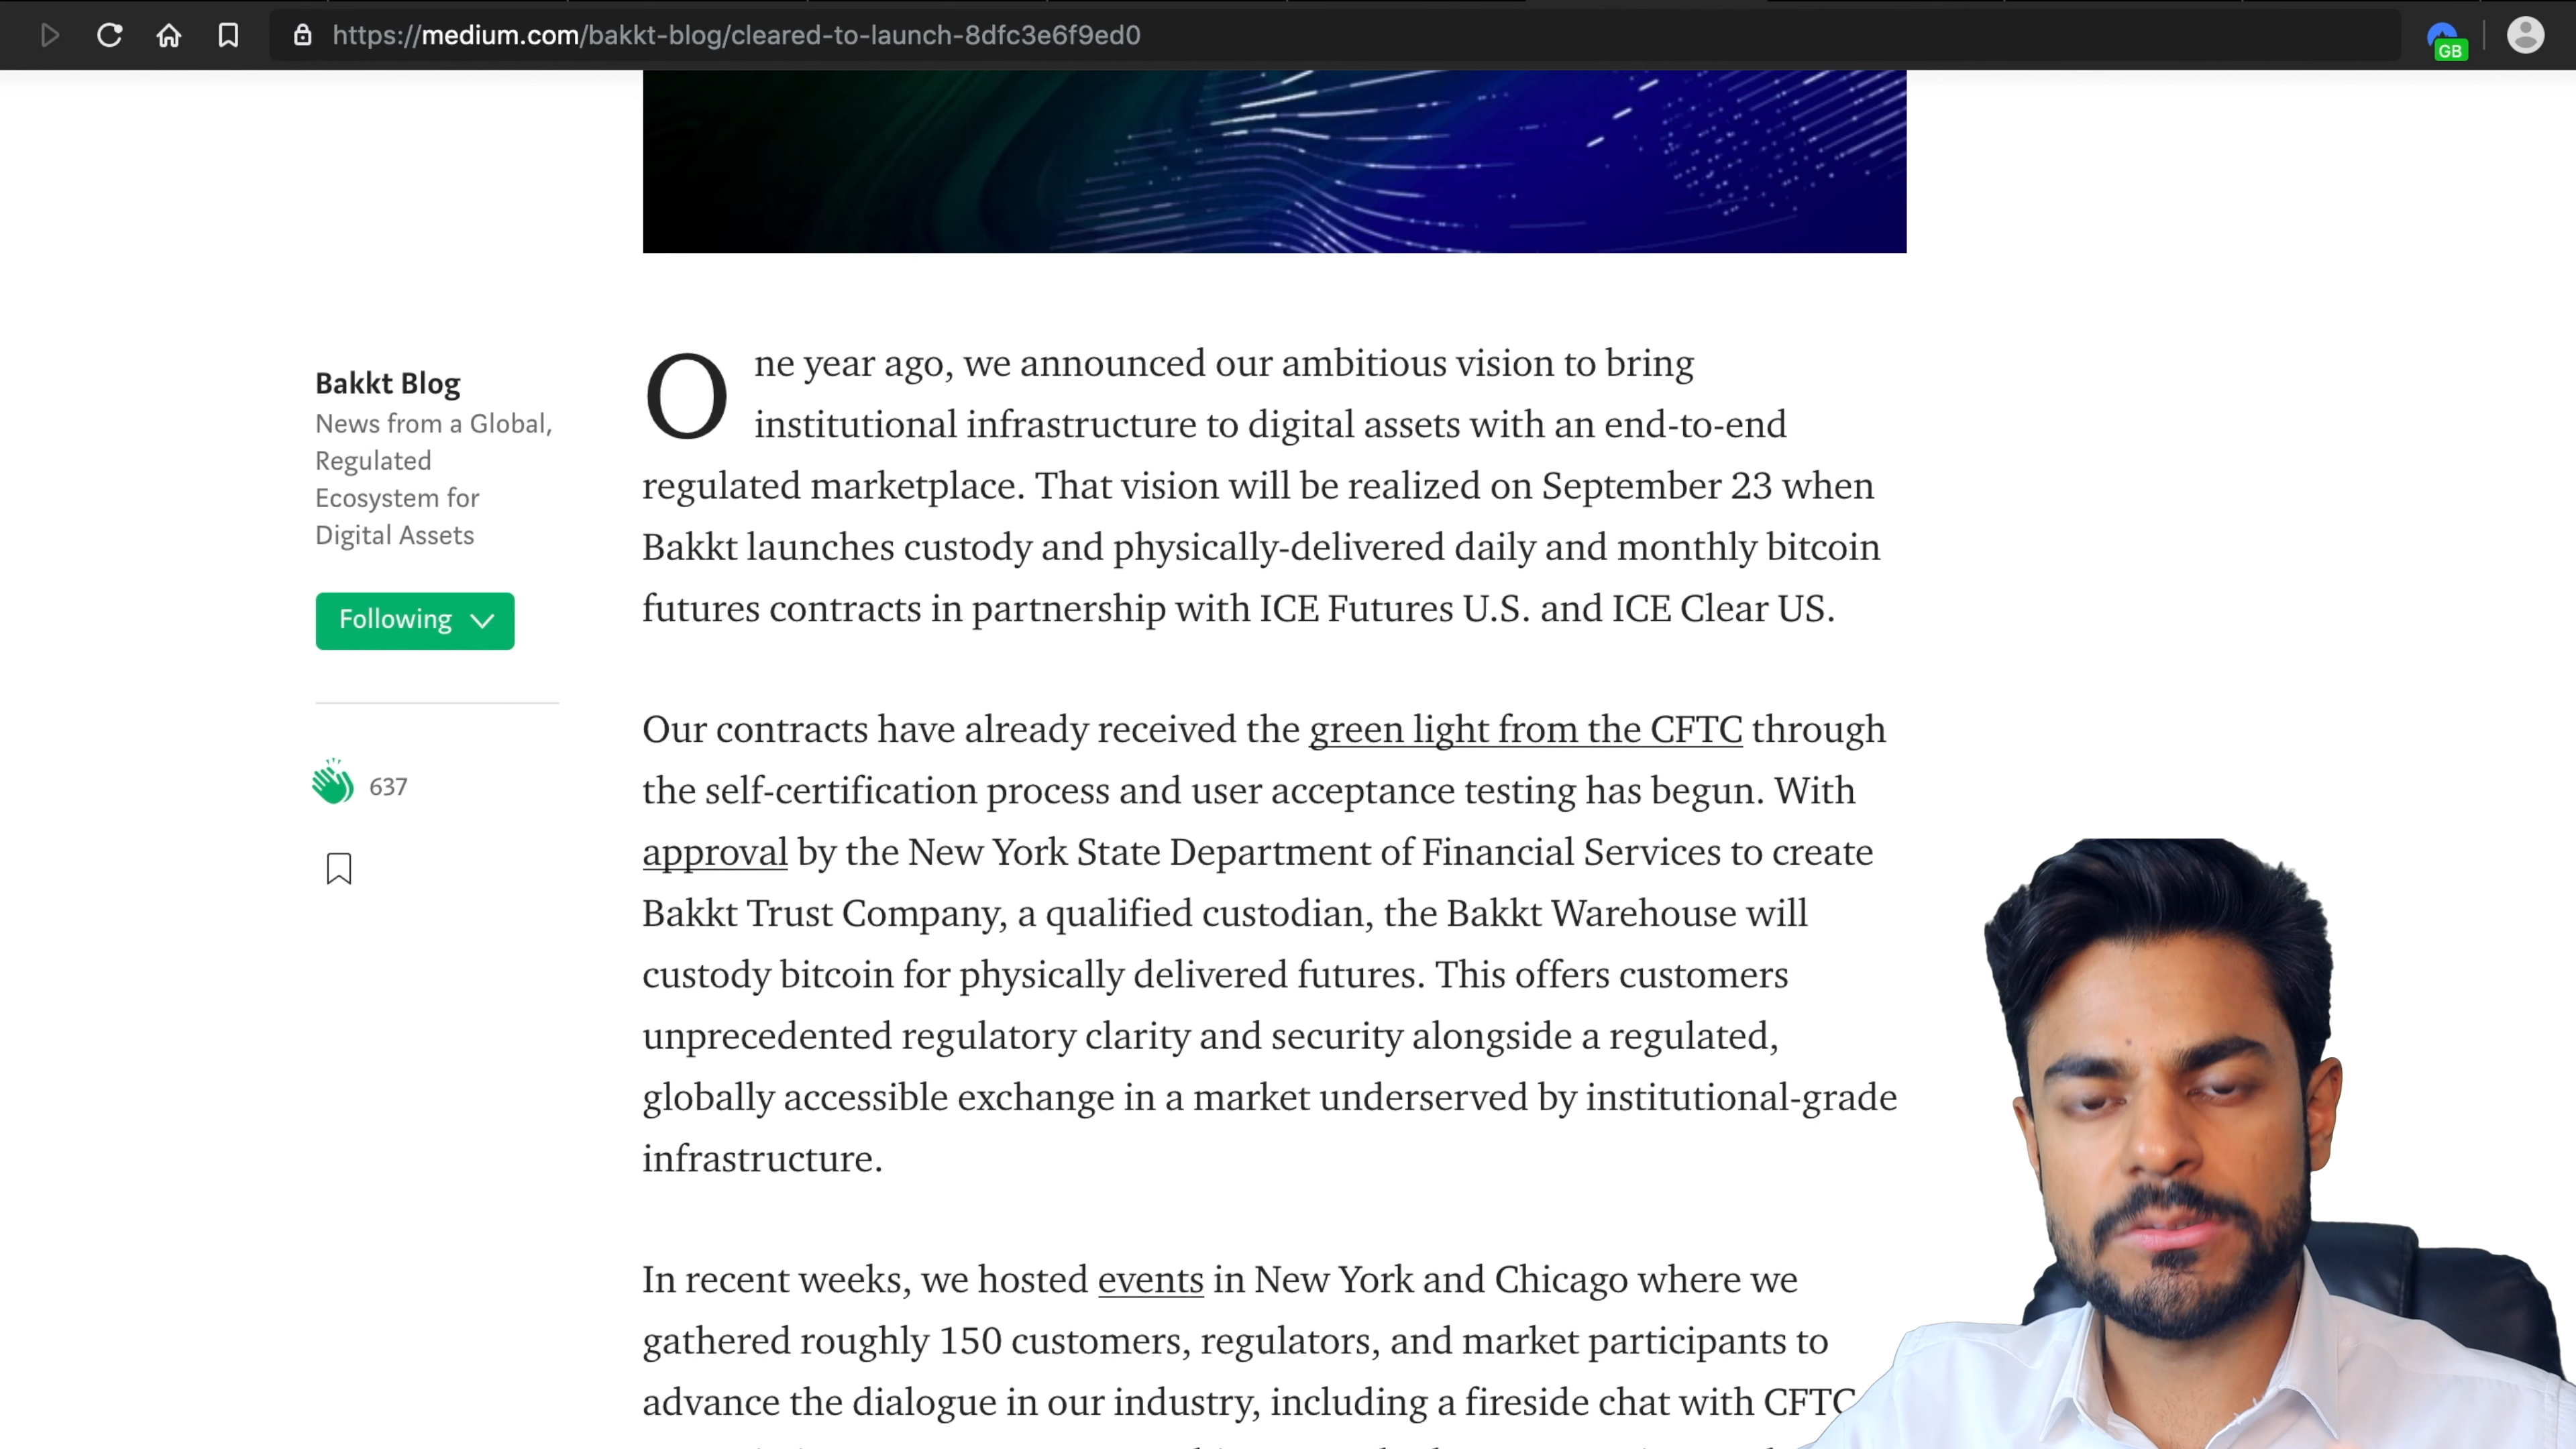 https://medium.com/bakkt-blog/cleared-to-launch-8dfc3e6f9ed0
GB
Bakkt Blog
News from a Global,
Regulated
Ecosystem for
Digital Assets
Following
637
One year ago, we announced our ambitious vision to bring
institutional infrastructure to digital assets with an end-to-end
regulated marketplace. That vision will be realized on September 23 when
Bakkt launches custody and physically-delivered daily and monthly bitcoin
futures contracts in partnership with ICE Futures U.S. and ICE Clear US.
Our contracts have already received the green light from the CFTC through
the self-certification process and user acceptance testing has begun. With
approval by the New York State Department of Financial Services to create
Bakkt Trust Company, a qualified custodian, the Bakkt Warehouse will
custody bitcoin for physically delivered futures. This offers customers
unprecedented regulatory clarity and security alongside a regulated,
globally accessible exchange in a market underserved by institutional-grade
infrastructure.
In recent weeks, we hosted events in New York and Chicago where we
gathered roughly 150 customers, regulators, and market participants to
advance the dialogue in our industry, including a fireside chat with CFTC